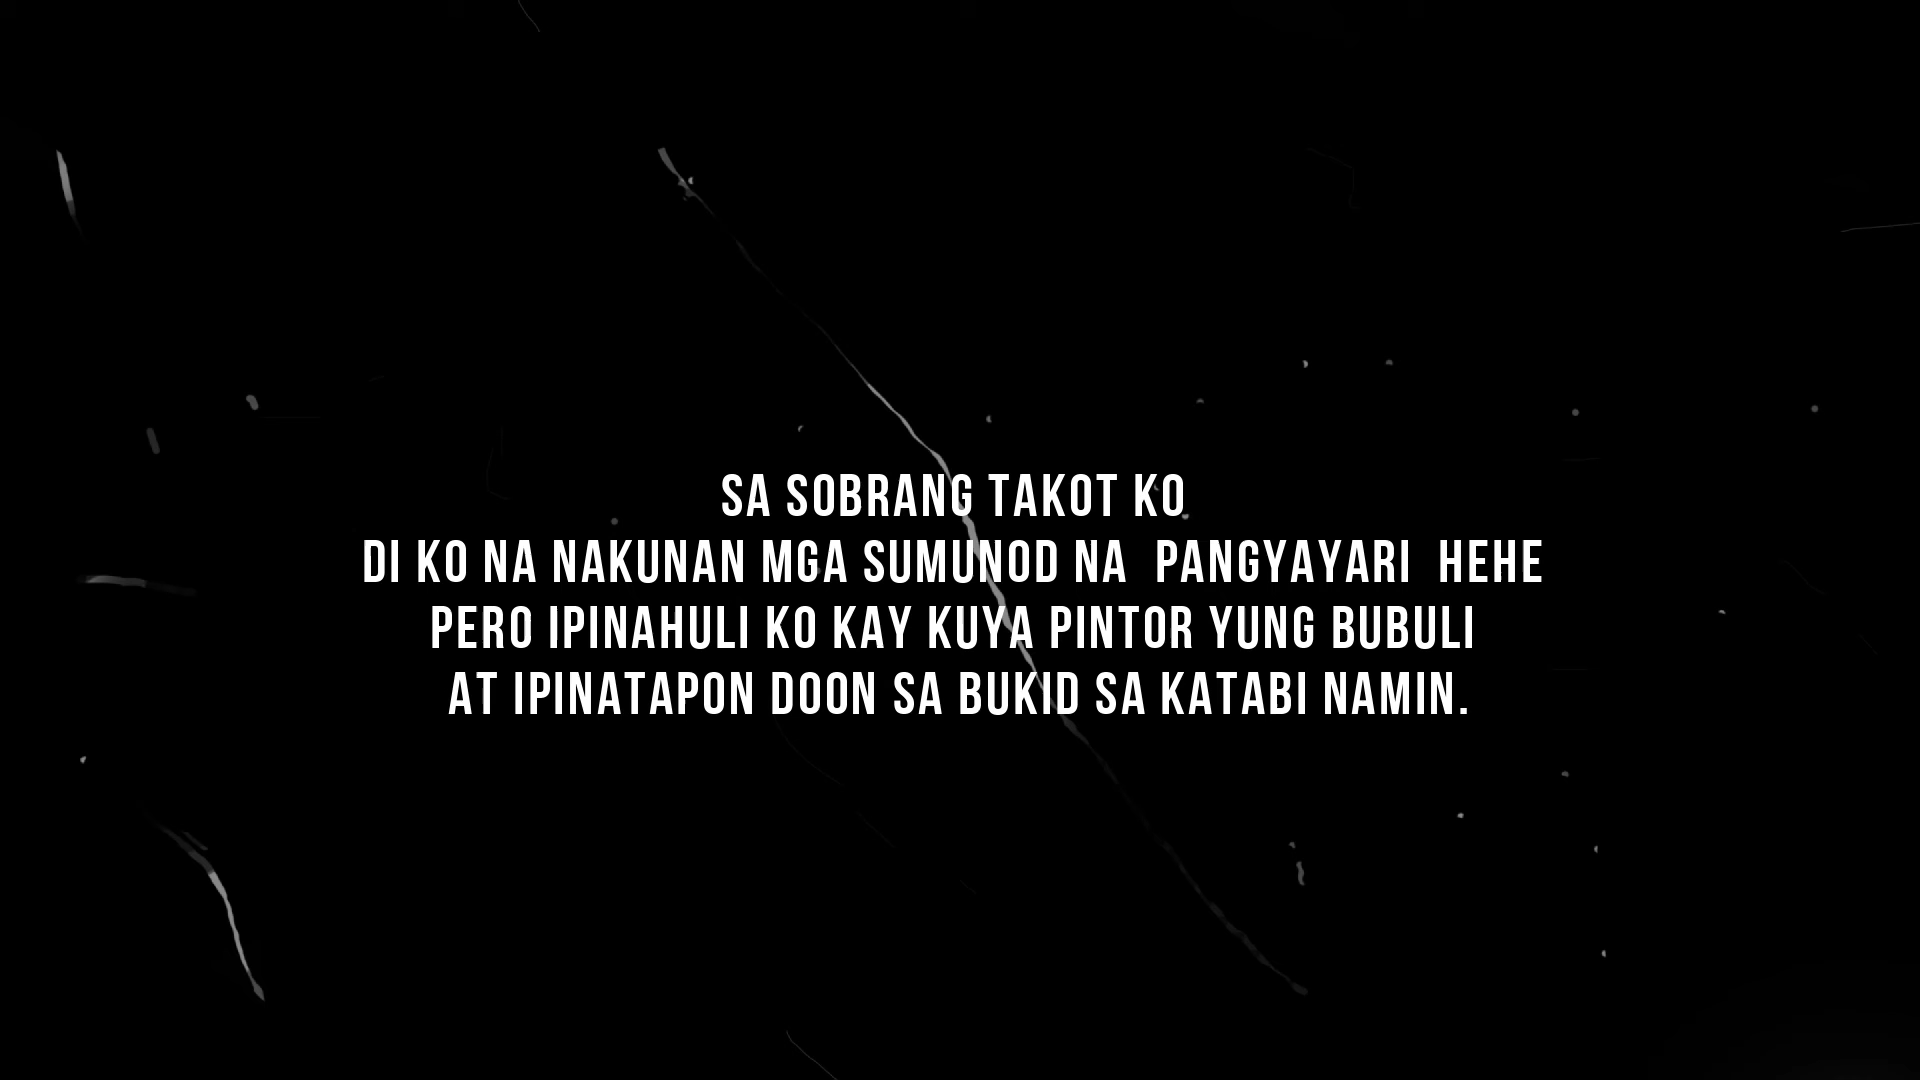 SA SOBRANG TAKOT KO
DI KO NA NAKUNAN MGA SUMUNOD NA  PANGYAYARI  HEHE
PERO IPINAHULI KO KAY KUYA PINTOR YUNG BUBULI
AT IPINATAPON DOON SA BUKID SA KATABI NAMIN.